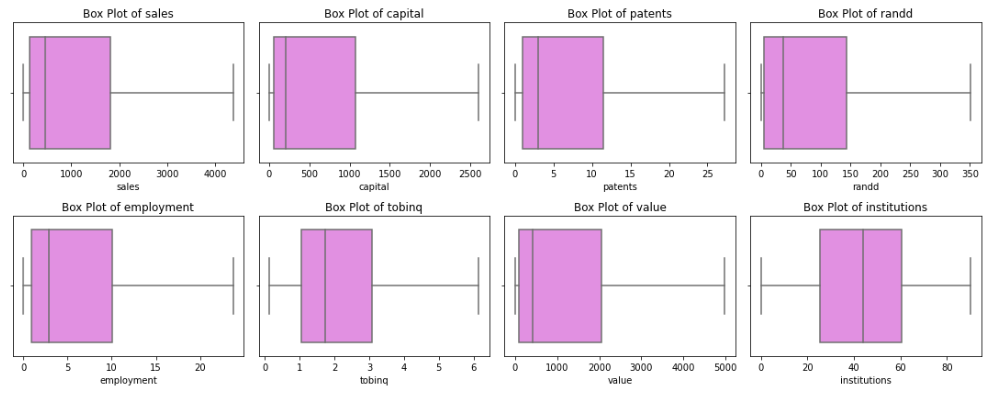 Box Plot of sales
Box Plot of capital
Box Plot of patents
Box Plot of randd
0 1000 2000 3000 4000
0 500 1000 1500 2000 2500
0 5 10 15 20 25
0 50 100 150 200 250 300 350
sales
capital
patents
randd
Box Plot of employment
Box Plot of tobinq
Box Plot of value
Box Plot of institutions
0 5 10 15 20
0 1 2 3 4 5 6
0 1000 2000 3000 4000 5000
0 20 40 60 80
employment
tobinq
value
institutions